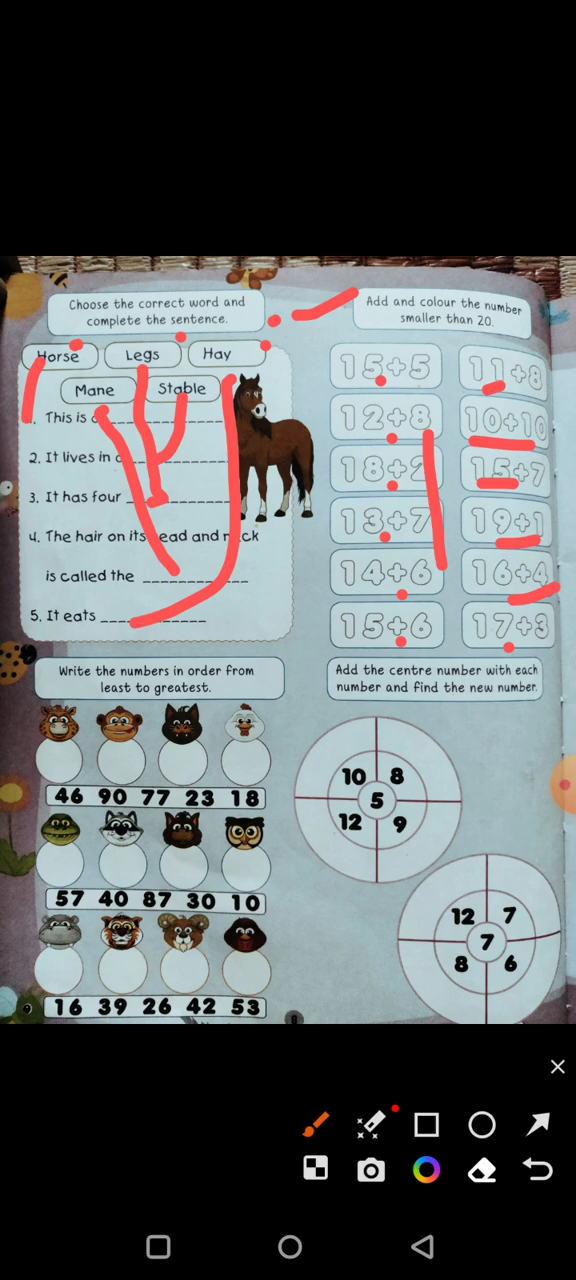 Choose the correct word and
complete the sentence.
Horse Legs Hay
Mane Stable
1. This is a
2. It lives in a
3. It has four
4. The hair on its head and neck
is called the
5. It eats
Add and colour the number
smaller than 20.
15+5 11+8
12+8 10+10
18+2 15+7
13+7 19+1
14+6 16+4
15+6 17+3
Write the numbers in order from
least to greatest.
46 90 77 23 18
57 40 87 30 10
16 39 26 42 53
Add the centre number with each
number and find the new number.
10 8
5
12 9
12 7
7
8 6
8